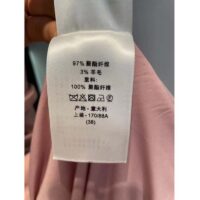 97% 聚酯纤维
3% 羊毛
里料:
100% 聚酯纤维
产地 - 意大利
上装 - 170/88A
(38)